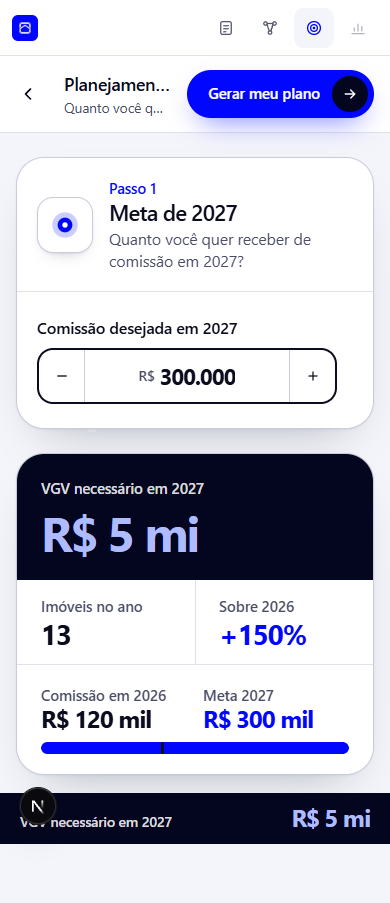 Planejamen...
Quanto você q...
Gerar meu plano
Passo 1
Meta de 2027
Quanto você quer receber de
comissão em 2027?
Comissão desejada em 2027
− R$ 300.000 +
VGV necessário em 2027
R$ 5 mi
Imóveis no ano
13
Sobre 2026
+150%
Comissão em 2026
R$ 120 mil
Meta 2027
R$ 300 mil
N
VGV necessário em 2027
R$ 5 mi